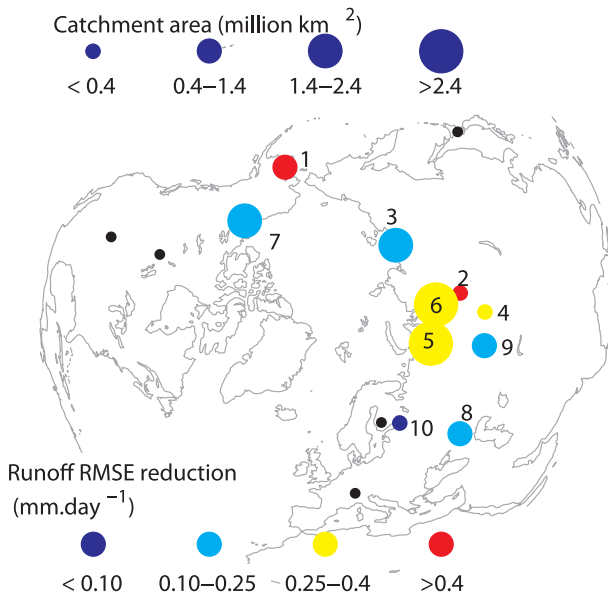 Catchment area (million km 2)
< 0.4 0.4−1.4 1.4−2.4 >2.4
1
3
7
2
6
4
5
9
8
10
Runoff RMSE reduction
(mm.day −1)
< 0.10 0.10−0.25 0.25−0.4 >0.4